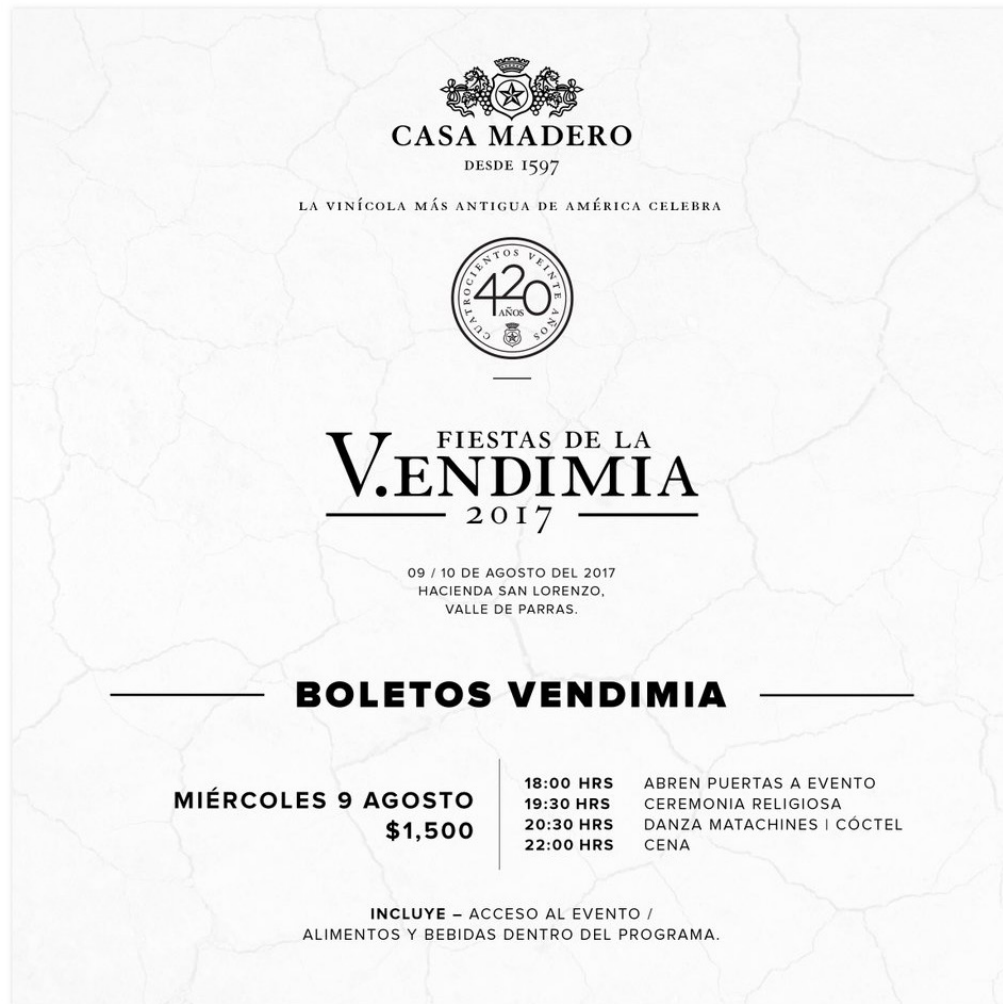 CASA MADERO
DESDE 1597
LA VINÍCOLA MÁS ANTIGUA DE AMÉRICA CELEBRA
CUATROCIENTOS VEINTE AÑOS
420
AÑOS
FIESTAS DE LA
V.ENDIMIA
2017
09 / 10 DE AGOSTO DEL 2017
HACIENDA SAN LORENZO,
VALLE DE PARRAS.
BOLETOS VENDIMIA
MIÉRCOLES 9 AGOSTO
$1,500
18:00 HRS ABREN PUERTAS A EVENTO
19:30 HRS CEREMONIA RELIGIOSA
20:30 HRS DANZA MATACHINES | CÓCTEL
22:00 HRS CENA
INCLUYE – ACCESO AL EVENTO /
ALIMENTOS Y BEBIDAS DENTRO DEL PROGRAMA.